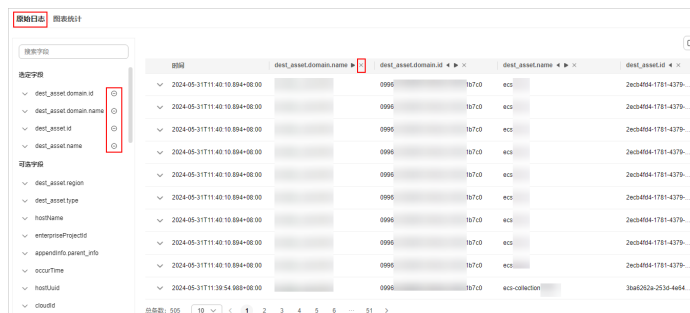 原始日志 图表统计
搜索字段
选定字段
dest_asset.domain.id
dest_asset.domain.name
dest_asset.id
dest_asset.name
可选字段
dest_asset.region
dest_asset.type
hostName
enterpriseProjectId
appendInfo.parent_info
occurTime
hostUuid
cloudId
时间 dest_asset.domain.name dest_asset.domain.id dest_asset.name dest_asset.id
2024-05-31T11:40:10.894+08:00 0996 1b7c0 ecs 2ecb4fd4-1781-4379-...
2024-05-31T11:40:10.894+08:00 0996 1b7c0 ecs 2ecb4fd4-1781-4379-...
2024-05-31T11:40:10.894+08:00 0996 1b7c0 ecs 2ecb4fd4-1781-4379-...
2024-05-31T11:40:10.894+08:00 0996 1b7c0 ecs 2ecb4fd4-1781-4379-...
2024-05-31T11:40:10.894+08:00 0996 1b7c0 ecs 2ecb4fd4-1781-4379-...
2024-05-31T11:40:10.894+08:00 0996 1b7c0 ecs 2ecb4fd4-1781-4379-...
2024-05-31T11:40:10.894+08:00 0996 1b7c0 ecs 2ecb4fd4-1781-4379-...
2024-05-31T11:40:10.894+08:00 0996 1b7c0 ecs 2ecb4fd4-1781-4379-...
2024-05-31T11:40:10.894+08:00 0996 1b7c0 ecs 2ecb4fd4-1781-4379-...
2024-05-31T11:39:54.988+08:00 0996 1b7c0 ecs-collection 3ba6262a-253d-4e64...
总条数: 505 10 < 1 2 3 4 5 6 ... 51 >